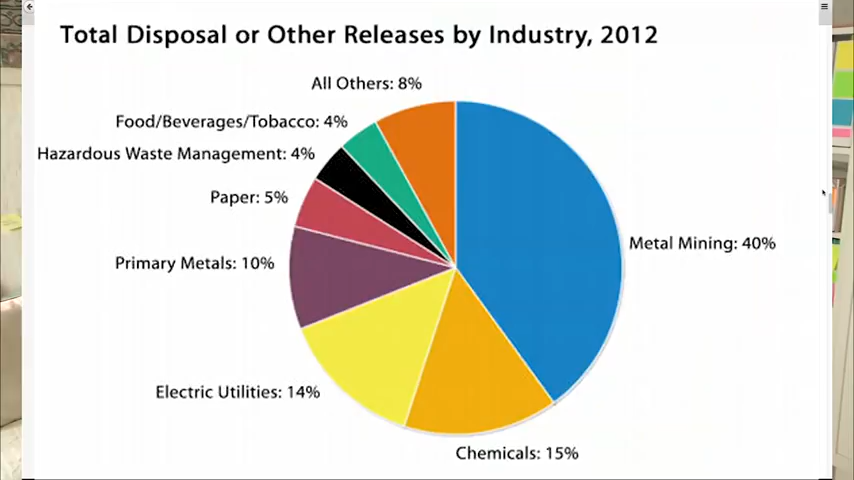 Total Disposal or Other Releases by Industry, 2012
All Others: 8%
Food/Beverages/Tobacco: 4%
Hazardous Waste Management: 4%
Paper: 5%
Metal Mining: 40%
Primary Metals: 10%
Electric Utilities: 14%
Chemicals: 15%